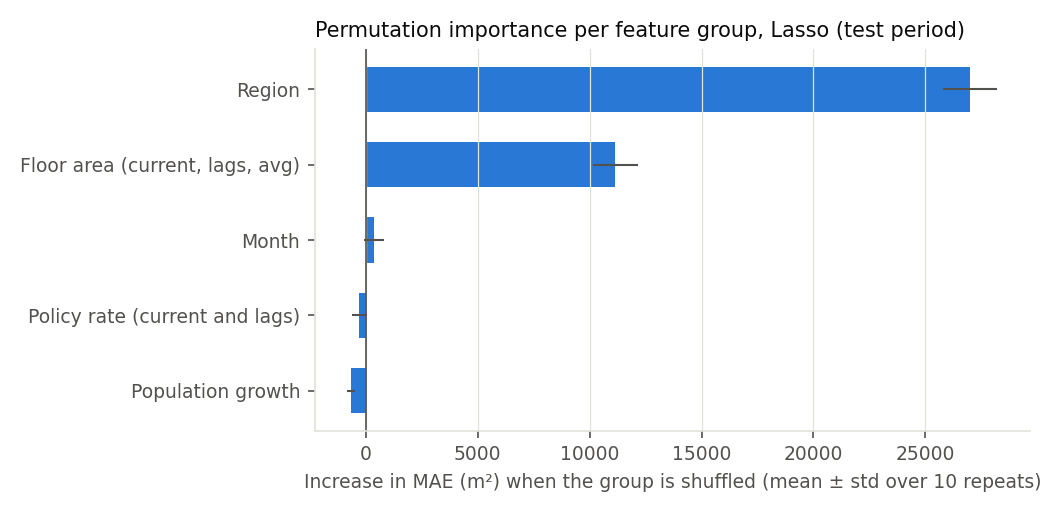 Permutation importance per feature group, Lasso (test period)
Region
Floor area (current, lags, avg)
Month
Policy rate (current and lags)
Population growth
0 5000 10000 15000 20000 25000
Increase in MAE (m²) when the group is shuffled (mean ± std over 10 repeats)